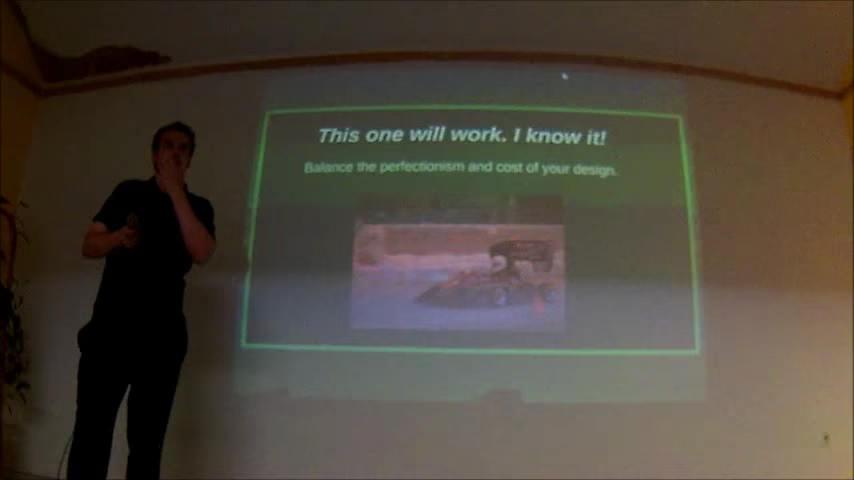 This one will work. I know it!
Balance the perfectionism and cost of your design.